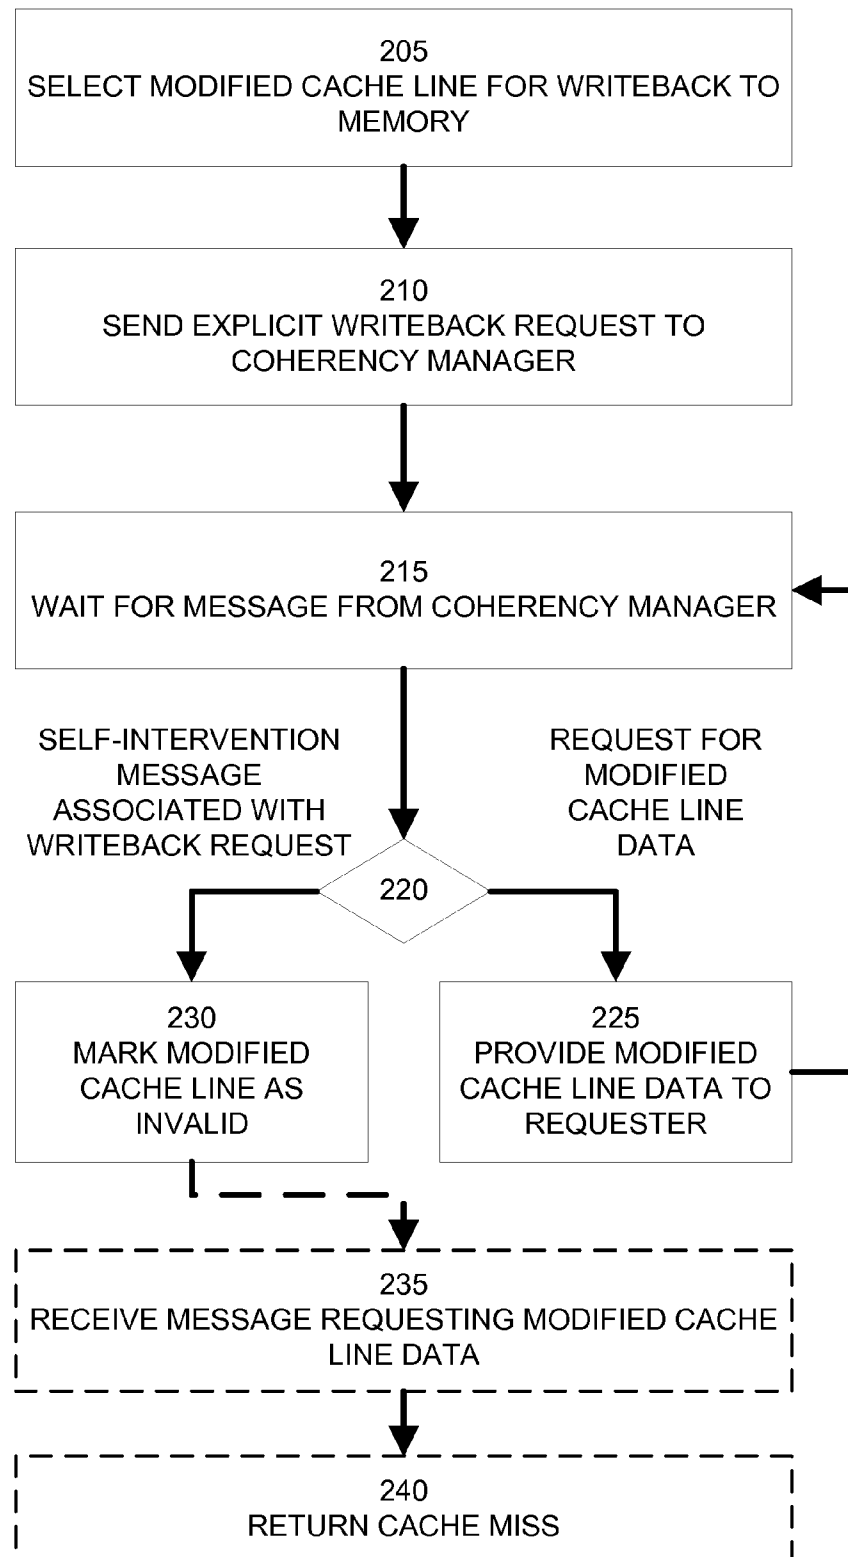 205
SELECT MODIFIED CACHE LINE FOR WRITEBACK TO
MEMORY
210
SEND EXPLICIT WRITEBACK REQUEST TO
COHERENCY MANAGER
215
WAIT FOR MESSAGE FROM COHERENCY MANAGER
SELF-INTERVENTION
MESSAGE
ASSOCIATED WITH
WRITEBACK REQUEST
REQUEST FOR
MODIFIED
CACHE LINE
DATA
220
230
MARK MODIFIED
CACHE LINE AS
INVALID
225
PROVIDE MODIFIED
CACHE LINE DATA TO
REQUESTER
235
RECEIVE MESSAGE REQUESTING MODIFIED CACHE
LINE DATA
240
RETURN CACHE MISS